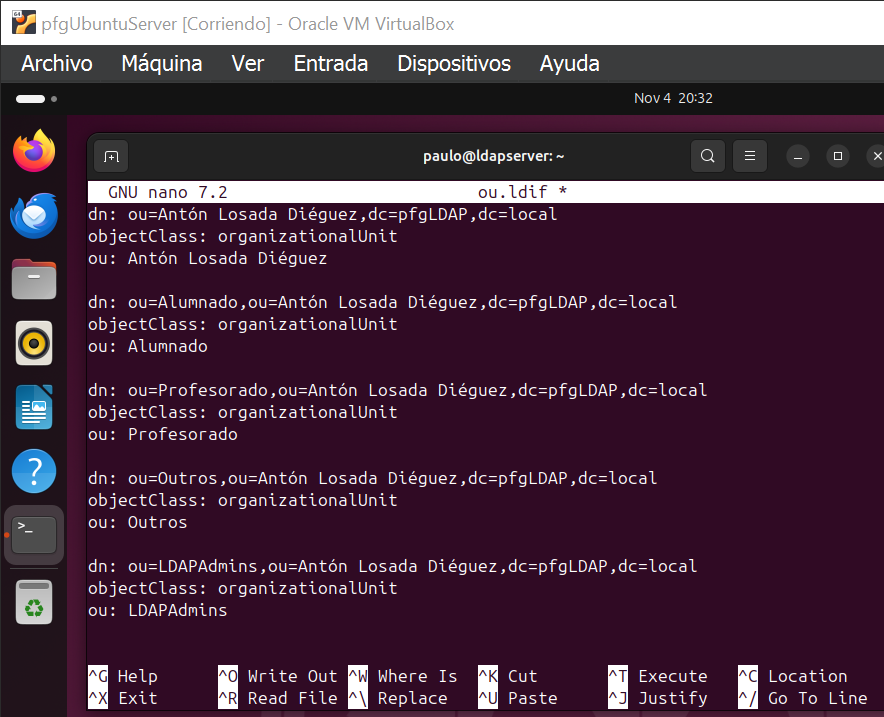 pfgUbuntuServer [Corriendo] - Oracle VM VirtualBox
Archivo Máquina Ver Entrada Dispositivos Ayuda
Nov 4 20:32
paulo@ldapserver: ~
GNU nano 7.2 ou.ldif *
dn: ou=Antón Losada Diéguez,dc=pfgLDAP,dc=local
objectClass: organizationalUnit
ou: Antón Losada Diéguez
dn: ou=Alumnado,ou=Antón Losada Diéguez,dc=pfgLDAP,dc=local
objectClass: organizationalUnit
ou: Alumnado
dn: ou=Profesorado,ou=Antón Losada Diéguez,dc=pfgLDAP,dc=local
objectClass: organizationalUnit
ou: Profesorado
dn: ou=Outros,ou=Antón Losada Diéguez,dc=pfgLDAP,dc=local
objectClass: organizationalUnit
ou: Outros
dn: ou=LDAPAdmins,ou=Antón Losada Diéguez,dc=pfgLDAP,dc=local
objectClass: organizationalUnit
ou: LDAPAdmins
^G Help ^O Write Out ^W Where Is ^K Cut ^T Execute ^C Location
^X Exit ^R Read File ^\ Replace ^U Paste ^J Justify ^/ Go To Line